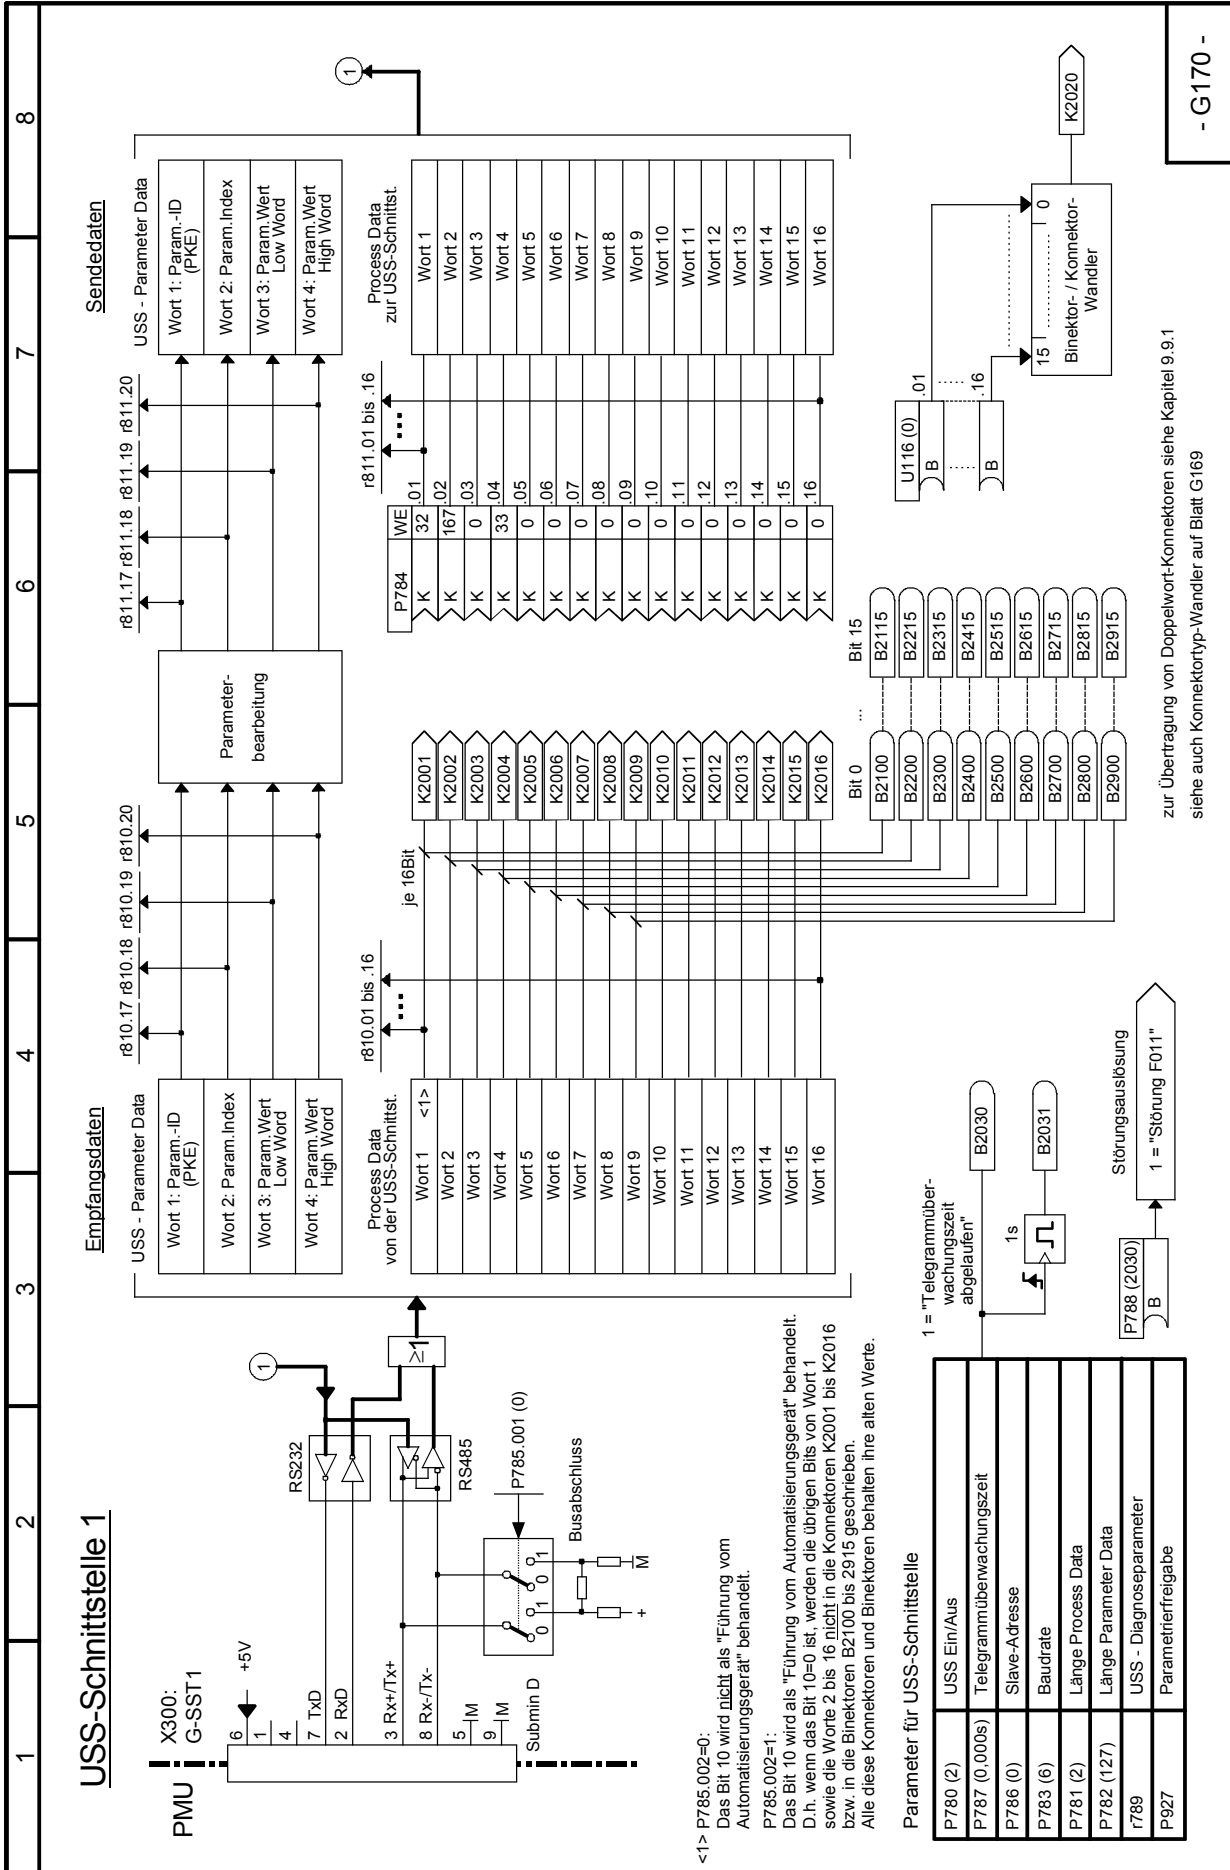 1 2 3 4 5 6 7 8
USS-Schnittstelle 1
PMU
X300:
G-SST1
6
+5V
1
4
7 TxD
2 RxD
3 Rx+/Tx+
8 Rx-/Tx-
5 M
9 M
Submin D
RS232
RS485
1
≥1
P785.001 (0)
0 1 0 1
Busabschluss
+
M
<1> P785.002=0:
Das Bit 10 wird nicht als "Führung vom
Automatisierungsgerät" behandelt.
P785.002=1:
Das Bit 10 wird als "Führung vom Automatisierungsgerät" behandelt.
D.h. wenn das Bit 10=0 ist, werden die übrigen Bits von Wort 1
sowie die Worte 2 bis 16 nicht in die Konnektoren K2001 bis K2016
bzw. in die Binektoren B2100 bis 2915 geschrieben.
Alle diese Konnektoren und Binektoren behalten ihre alten Werte.
Parameter für USS-Schnittstelle
P780 (2) USS Ein/Aus
P787 (0,000s) Telegrammüberwachungszeit
P786 (0) Slave-Adresse
P783 (6) Baudrate
P781 (2) Länge Process Data
P782 (127) Länge Parameter Data
r789 USS - Diagnoseparameter
P927 Parametrierfreigabe
1 = "Telegrammüber-
wachungszeit
abgelaufen"
B2030
1s
B2031
Störungsauslösung
P788 (2030)
B
1 = "Störung F011"
Empfangsdaten
USS - Parameter Data
Wort 1: Param.-ID
(PKE)
Wort 2: Param.Index
Wort 3: Param.Wert
Low Word
Wort 4: Param.Wert
High Word
r810.17 r810.18 r810.19 r810.20
Process Data
von der USS-Schnittst.
Wort 1 <1>
Wort 2
Wort 3
Wort 4
Wort 5
Wort 6
Wort 7
Wort 8
Wort 9
Wort 10
Wort 11
Wort 12
Wort 13
Wort 14
Wort 15
Wort 16
r810.01 bis .16
...
je 16Bit
K2001
K2002
K2003
K2004
K2005
K2006
K2007
K2008
K2009
K2010
K2011
K2012
K2013
K2014
K2015
K2016
Bit 0 ... Bit 15
B2100 B2115
B2200 B2215
B2300 B2315
B2400 B2415
B2500 B2515
B2600 B2615
B2700 B2715
B2800 B2815
B2900 B2915
Parameter-
bearbeitung
r811.17 r811.18 r811.19 r811.20
Sendedaten
USS - Parameter Data
Wort 1: Param.-ID
(PKE)
Wort 2: Param.Index
Wort 3: Param.Wert
Low Word
Wort 4: Param.Wert
High Word
1
P784 WE
K 32 .01
K 167 .02
K 0 .03
K 33 .04
K 0 .05
K 0 .06
K 0 .07
K 0 .08
K 0 .09
K 0 .10
K 0 .11
K 0 .12
K 0 .13
K 0 .14
K 0 .15
K 0 .16
r811.01 bis .16
...
Process Data
zur USS-Schnittst.
Wort 1
Wort 2
Wort 3
Wort 4
Wort 5
Wort 6
Wort 7
Wort 8
Wort 9
Wort 10
Wort 11
Wort 12
Wort 13
Wort 14
Wort 15
Wort 16
U116 (0)
B .01
..... .....
B .16
15 ............ 0
Binektor- / Konnektor-
Wandler
K2020
zur Übertragung von Doppelwort-Konnektoren siehe Kapitel 9.9.1
siehe auch Konnektortyp-Wandler auf Blatt G169
- G170 -